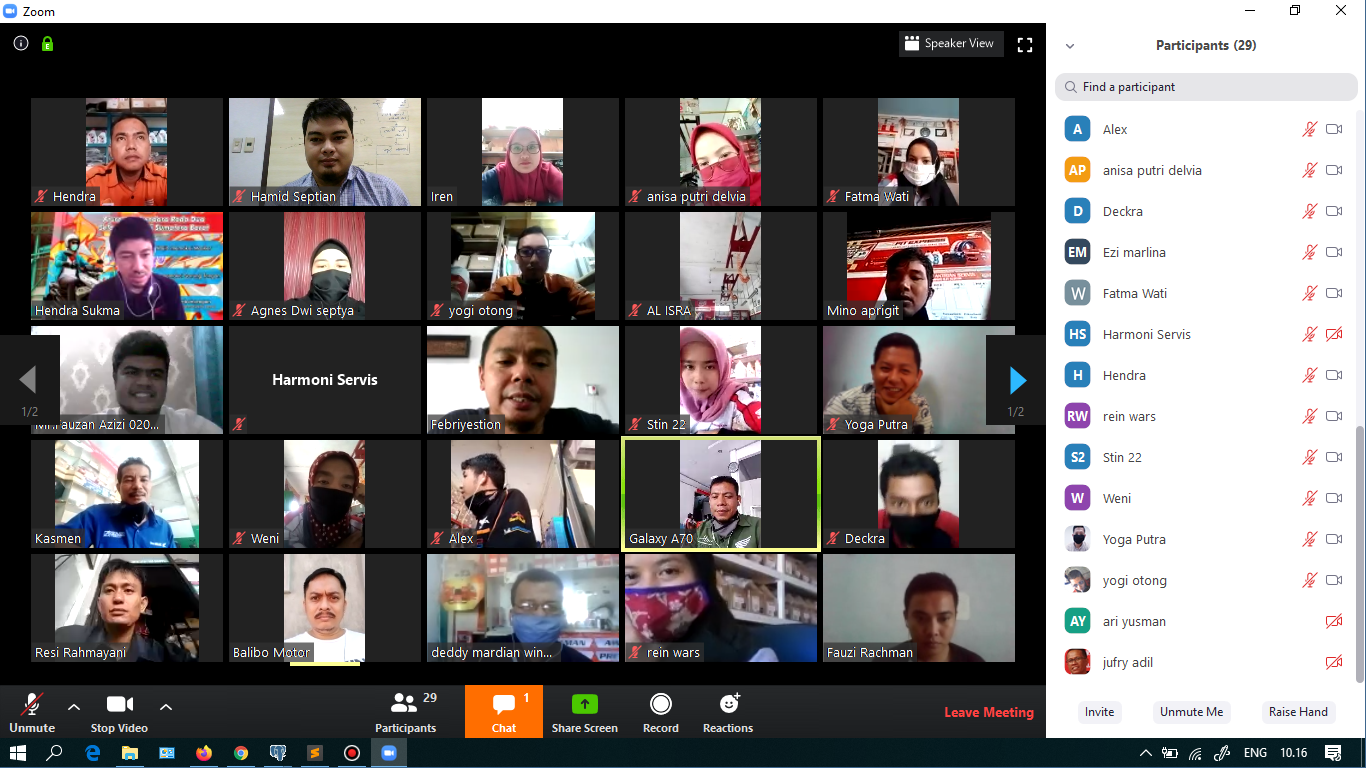 Zoom
Speaker View
Hendra
Hamid Septian
Iren
anisa putri delvia
Fatma Wati
Hendra Sukma
Agnes Dwi septya
yogi otong
AL ISRA
Mino aprigit
M.Fauzan Azizi 020...
Harmoni Servis
Febriyestion
Stin 22
Yoga Putra
1/2
1/2
Kasmen
Weni
Alex
Galaxy A70
Deckra
Resi Rahmayani
Balibo Motor
deddy mardian win...
rein wars
Fauzi Rachman
Unmute
Stop Video
Participants
29
Chat
1
Share Screen
Record
Reactions
Leave Meeting
Participants (29)
Find a participant
A Alex
AP anisa putri delvia
D Deckra
EM Ezi marlina
W Fatma Wati
HS Harmoni Servis
H Hendra
RW rein wars
S2 Stin 22
W Weni
Yoga Putra
yogi otong
AY ari yusman
jufry adil
Invite
Unmute Me
Raise Hand
ENG
10.16